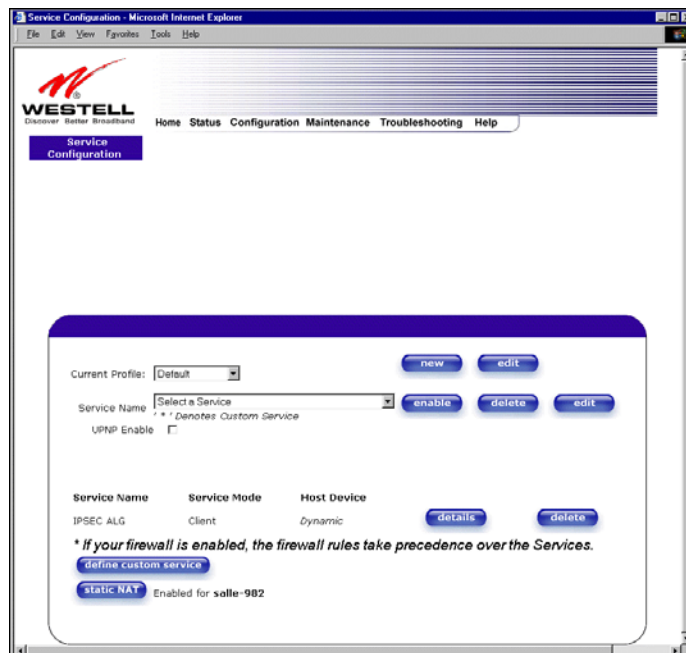 Service Configuration - Microsoft Internet Explorer
File Edit View Favorites Tools Help
WESTELL
®
Discover Better Broadband
Home Status Configuration Maintenance Troubleshooting Help
Service
Configuration
new edit
Current Profile: Default
Service Name Select a Service enable delete edit
' * ' Denotes Custom Service
UPNP Enable
Service Name Service Mode Host Device
IPSEC ALG Client Dynamic details delete
* If your firewall is enabled, the firewall rules take precedence over the Services.
define custom service
static NAT Enabled for salle-982